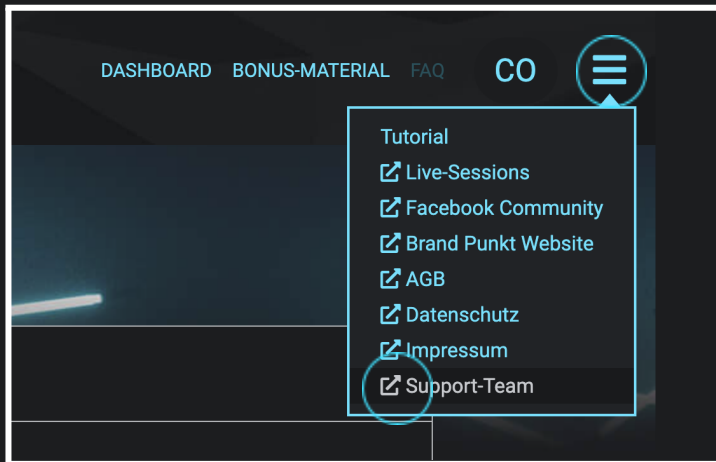 DASHBOARD BONUS-MATERIAL FAQ CO
Tutorial
Live-Sessions
Facebook Community
Brand Punkt Website
AGB
Datenschutz
Impressum
Support-Team